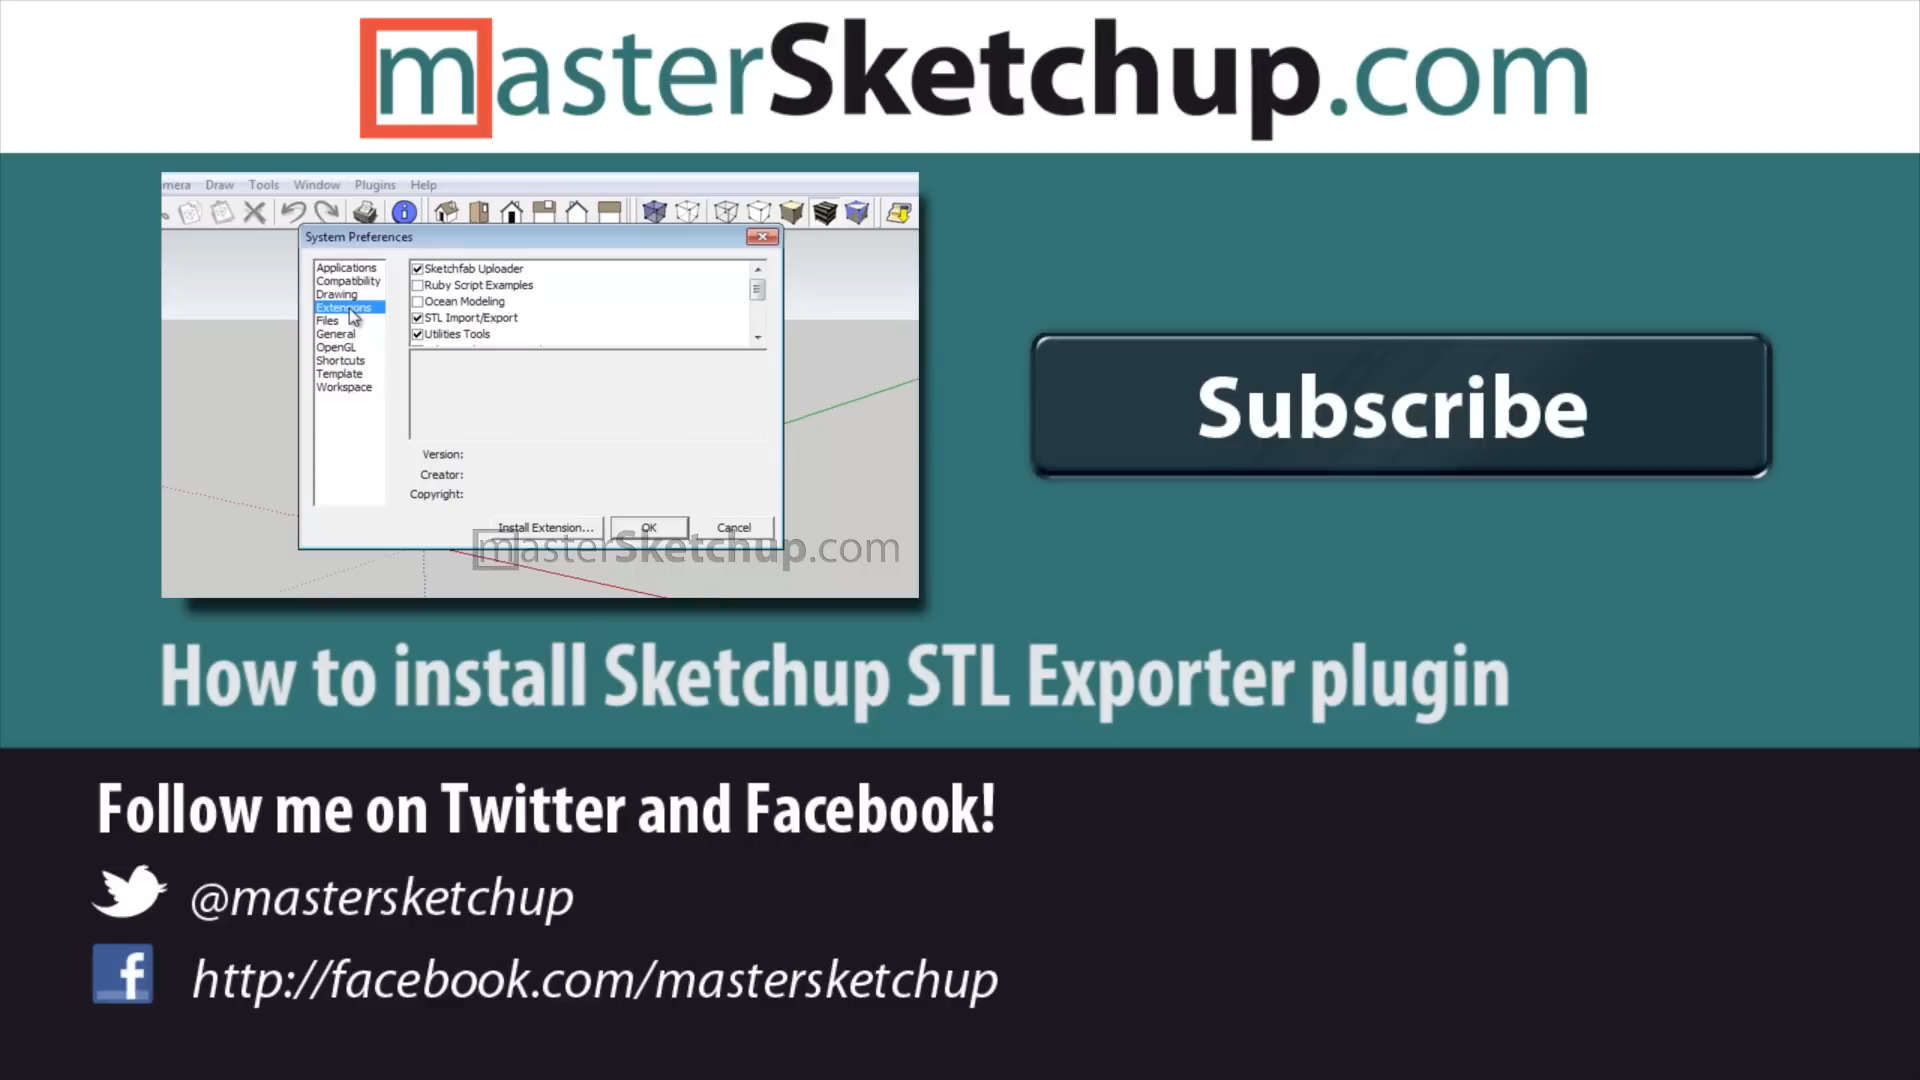 masterSketchup.com
Draw Tools Window Plugins Help
System Preferences
Applications
Compatibility
Drawing
Extensions
Files
General
OpenGL
Shortcuts
Template
Workspace
Sketchfab Uploader
Ruby Script Examples
Ocean Modeling
STL Import/Export
Utilities Tools
Version:
Creator:
Copyright:
Install Extension... OK Cancel
masterSketchup.com
Subscribe
How to install Sketchup STL Exporter plugin
Follow me on Twitter and Facebook!
@mastersketchup
http://facebook.com/mastersketchup